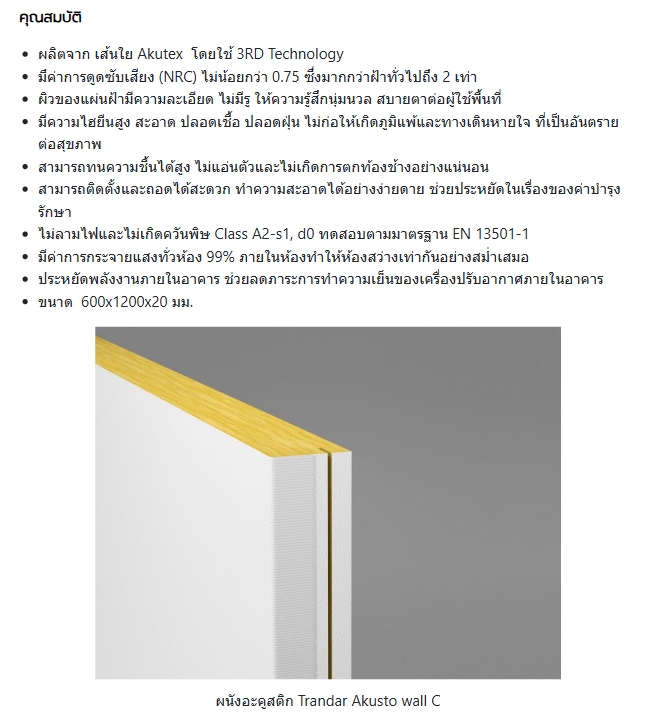 คุณสมบัติ
ผลิตจาก เส้นใย Akutex โดยใช้ 3RD Technology
มีค่าการดูดซับเสียง (NRC) ไม่น้อยกว่า 0.75 ซึ่งมากกว่าฝ้าทั่วไปถึง 2 เท่า
ผิวของแผ่นฝ้ามีความละเอียด ไม่มีรู ให้ความรู้สึกนุ่มนวล สบายตาต่อผู้ใช้พื้นที่
มีความไฮยีนสูง สะอาด ปลอดเชื้อ ปลอดฝุ่น ไม่ก่อให้เกิดภูมิแพ้และทางเดินหายใจ ที่เป็นอันตราย
ต่อสุขภาพ
สามารถทนความชื้นได้สูง ไม่แอ่นตัวและไม่เกิดการตกท้องช้างอย่างแน่นอน
สามารถติดตั้งและถอดได้สะดวก ทำความสะอาดได้อย่างง่ายดาย ช่วยประหยัดในเรื่องของค่าบำรุง
รักษา
ไม่ลามไฟและไม่เกิดควันพิษ Class A2-s1, d0 ทดสอบตามมาตรฐาน EN 13501-1
มีค่าการกระจายแสงทั่วห้อง 99% ภายในห้องทำให้ห้องสว่างเท่ากันอย่างสม่ำเสมอ
ประหยัดพลังงานภายในอาคาร ช่วยลดภาระการทำความเย็นของเครื่องปรับอากาศภายในอาคาร
ขนาด 600x1200x20 มม.
ผนังอะคูสติก Trandar Akusto wall C